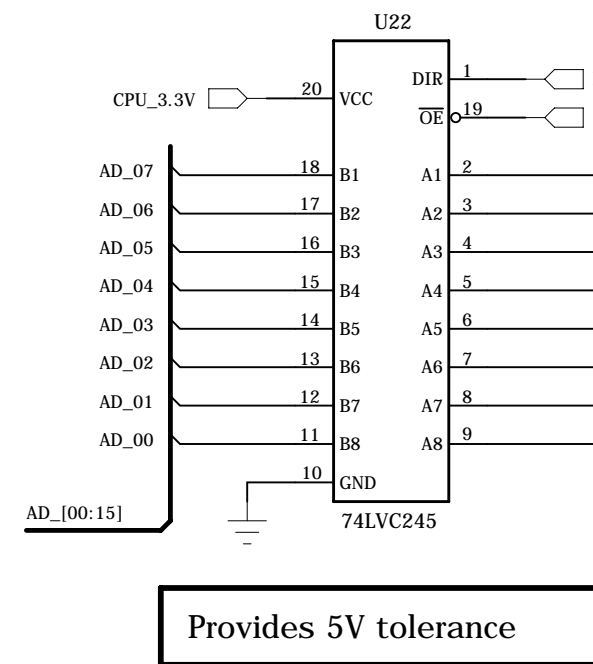 U22
DIR 1
CPU_3.3V 20 VCC
OE 19
AD_07 18 B1 A1 2
AD_06 17 B2 A2 3
AD_05 16 B3 A3 4
AD_04 15 B4 A4 5
AD_03 14 B5 A5 6
AD_02 13 B6 A6 7
AD_01 12 B7 A7 8
AD_00 11 B8 A8 9
10 GND
AD_[00:15]
74LVC245
Provides 5V tolerance